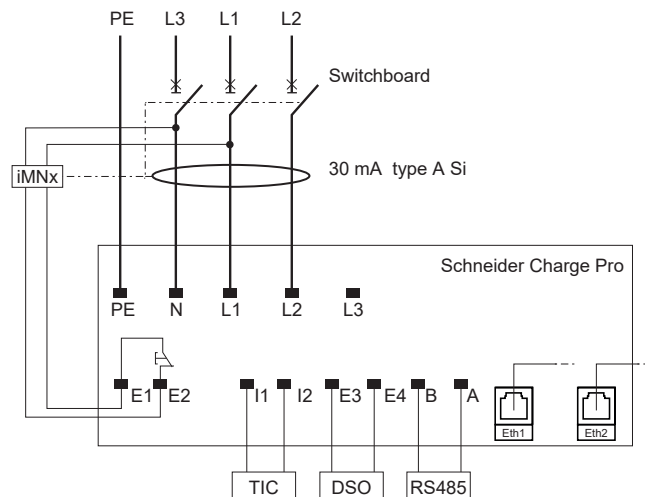 PE L3 L1 L2
Switchboard
iMNx
30 mA type A Si
Schneider Charge Pro
PE N L1 L2 L3
E1 E2 I1 I2 E3 E4 B A
Eth1 Eth2
TIC DSO RS485